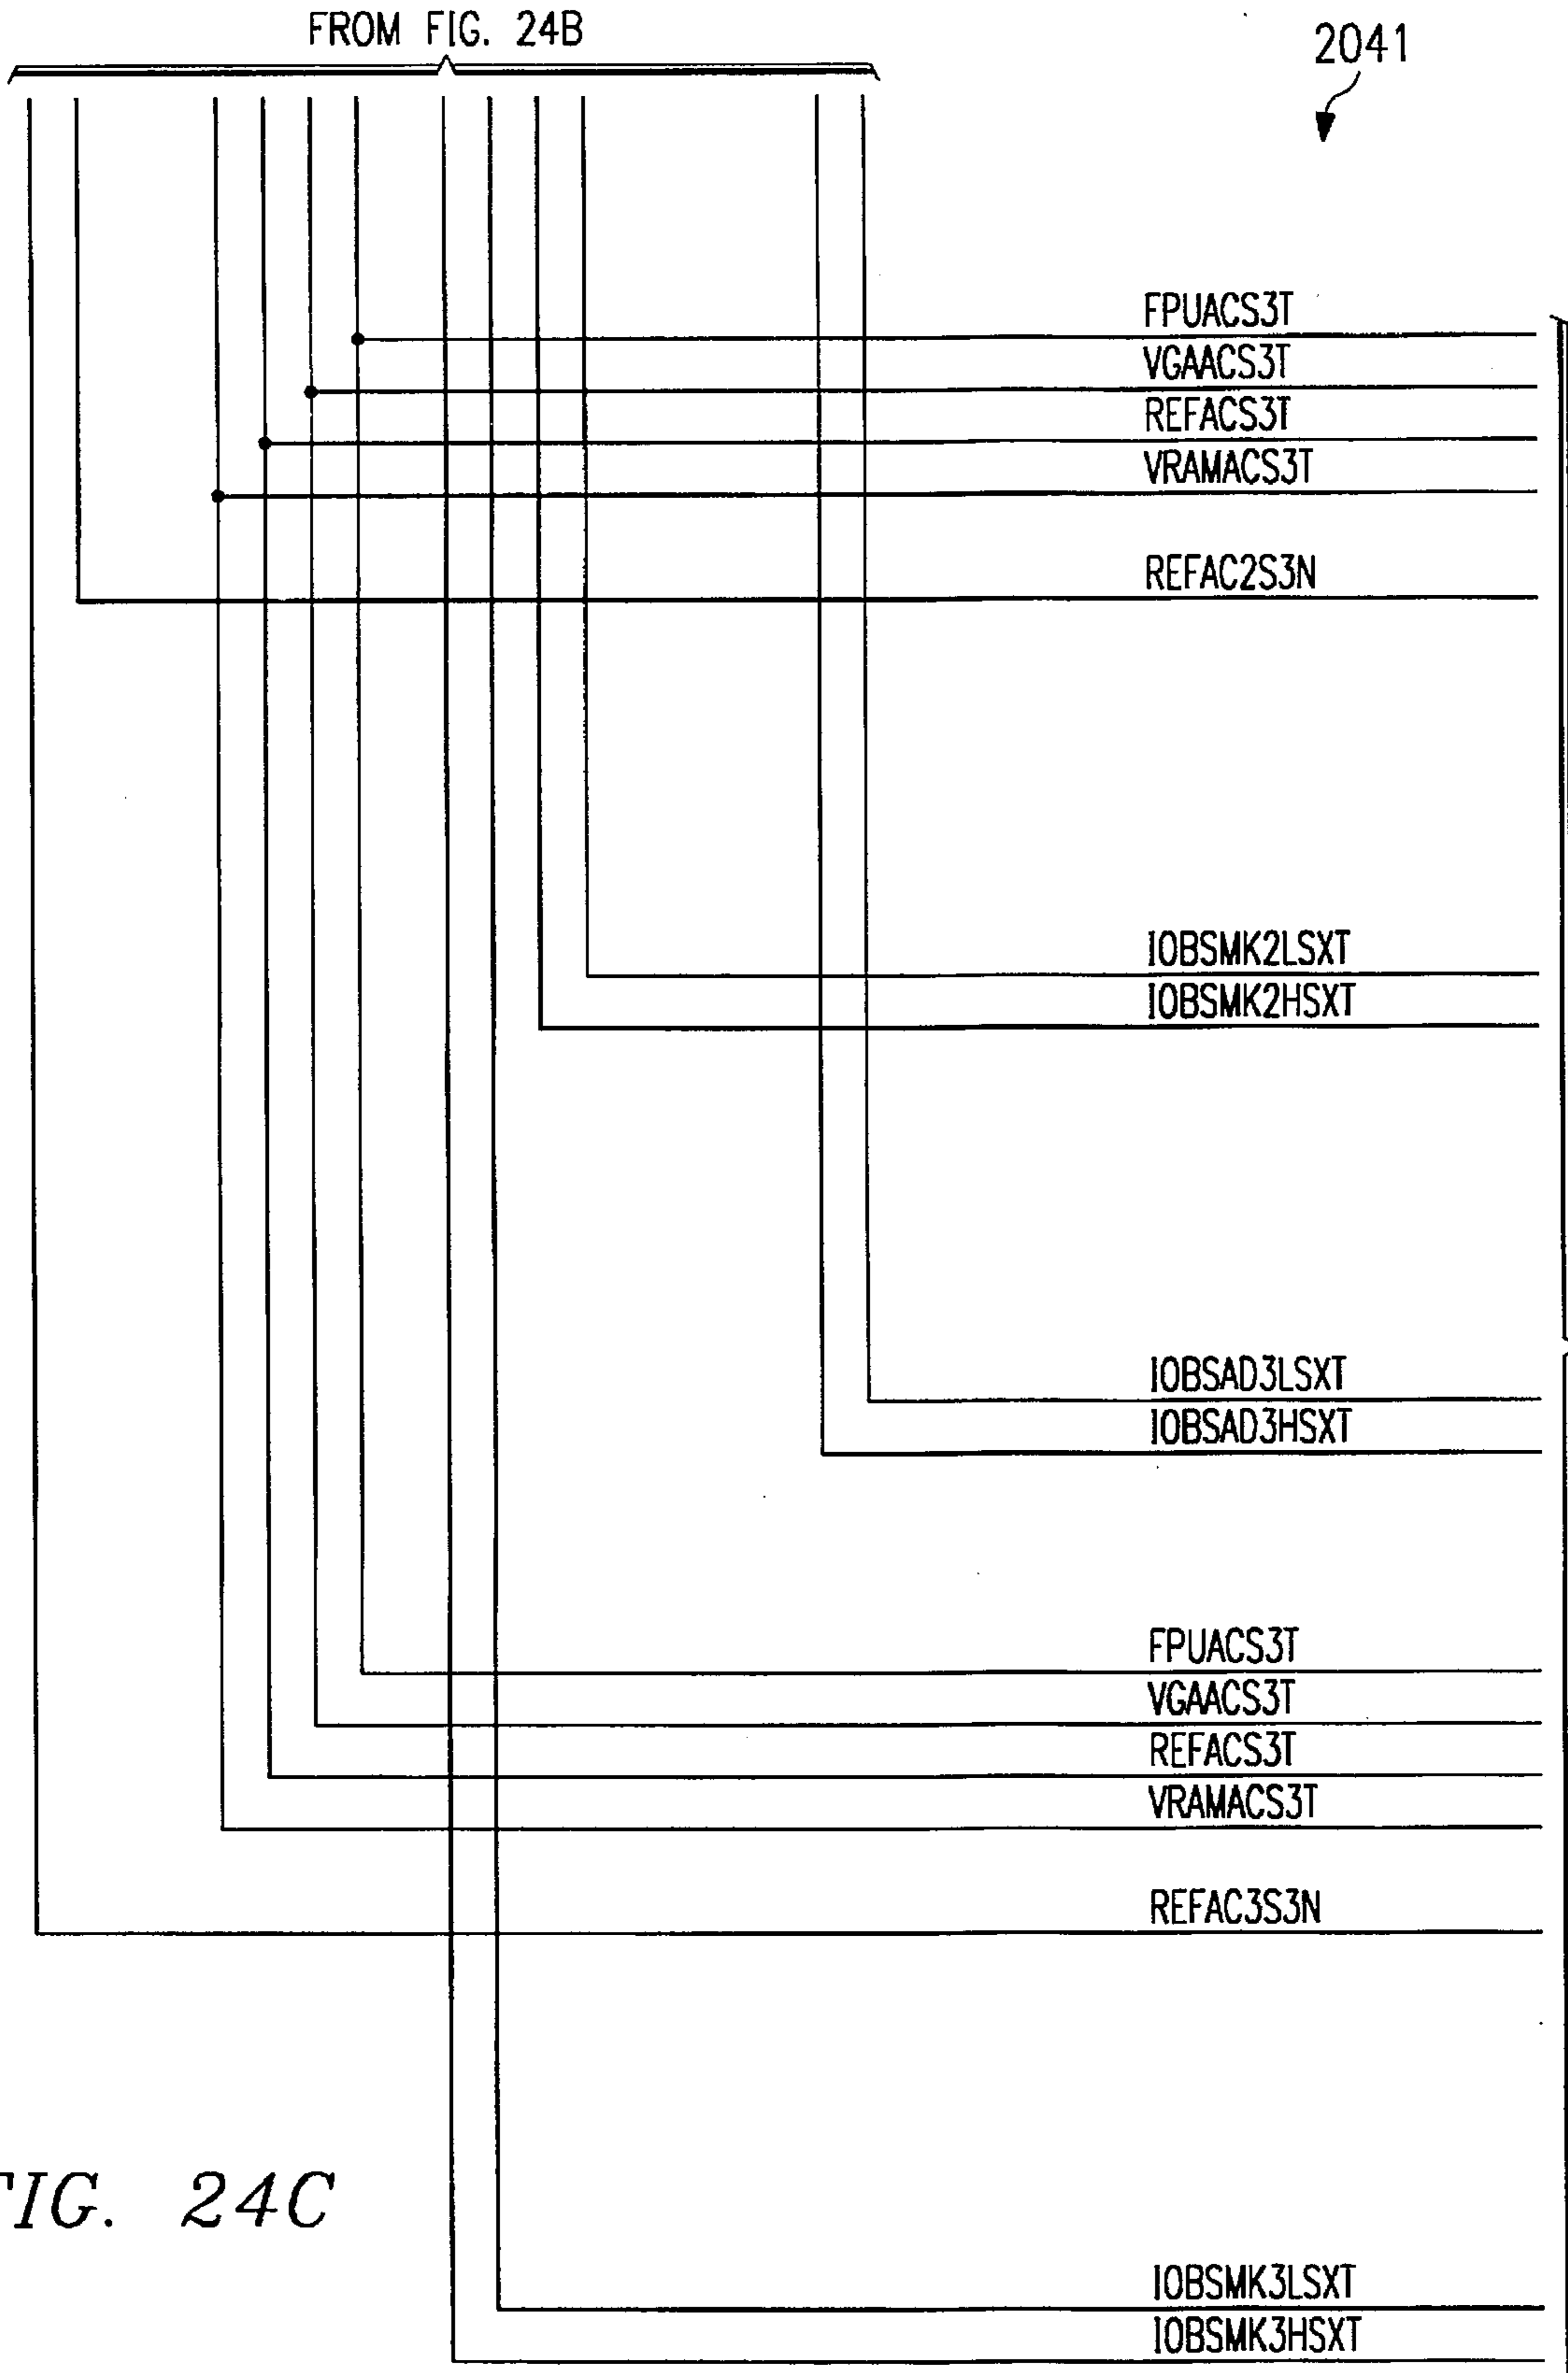 FROM FIG. 24B
2041
FPUACS3T
VGAACS3T
REFACS3T
VRAMACS3T
REFAC2S3N
IOBSMK2LSXT
IOBSMK2HSXT
IOBSAD3LSXT
IOBSAD3HSXT
FPUACS3T
VGAACS3T
REFACS3T
VRAMACS3T
REFAC3S3N
FIG. 24C
IOBSMK3LSXT
IOBSMK3HSXT